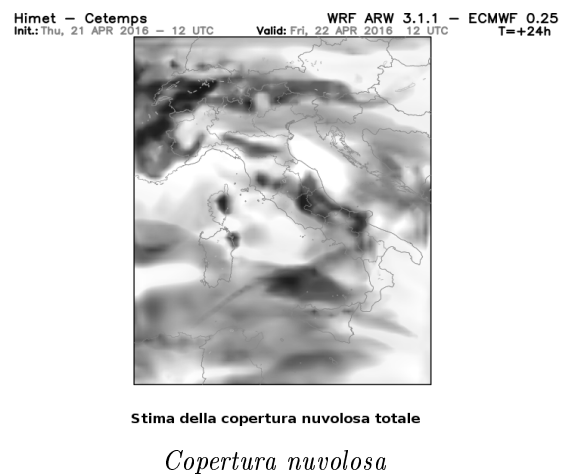 Himet – Cetemps WRF ARW 3.1.1 – ECMWF 0.25
Init.: Thu, 21 APR 2016 – 12 UTC Valid: Fri, 22 APR 2016 12 UTC T=+24h
Stima della copertura nuvolosa totale
Copertura nuvolosa